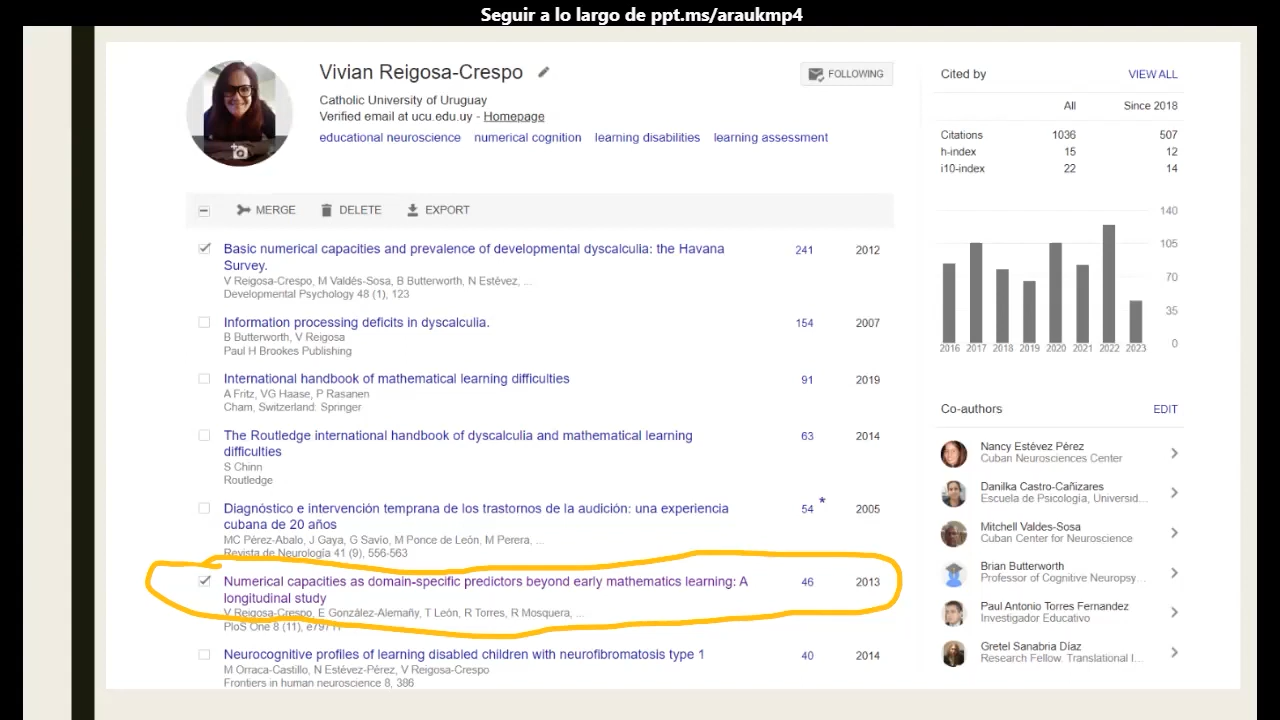 Seguir a lo largo de ppt.ms/araukmp4
Vivian Reigosa-Crespo
FOLLOWING
Catholic University of Uruguay
Verified email at ucu.edu.uy - Homepage
educational neuroscience numerical cognition learning disabilities learning assessment
MERGE DELETE EXPORT
Basic numerical capacities and prevalence of developmental dyscalculia: the Havana 241 2012
Survey.
V Reigosa-Crespo, M Valdés-Sosa, B Butterworth, N Estévez, ...
Developmental Psychology 48 (1), 123
Information processing deficits in dyscalculia. 154 2007
B Butterworth, V Reigosa
Paul H Brookes Publishing
International handbook of mathematical learning difficulties 91 2019
A Fritz, VG Haase, P Rasanen
Cham, Switzerland: Springer
The Routledge international handbook of dyscalculia and mathematical learning 63 2014
difficulties
S Chinn
Routledge
Diagnóstico e intervención temprana de los trastornos de la audición: una experiencia 54 * 2005
cubana de 20 años
MC Pérez-Abalo, J Gaya, G Savío, M Ponce de León, M Perera, ...
Revista de Neurología 41 (9), 556-563
Numerical capacities as domain-specific predictors beyond early mathematics learning: A 46 2013
longitudinal study
V Reigosa-Crespo, E González-Alemañy, T León, R Torres, R Mosquera, ...
PloS One 8 (11),
Neurocognitive profiles of learning disabled children with neurofibromatosis type 1 40 2014
M Orraca-Castillo, N Estévez-Pérez, V Reigosa-Crespo
Frontiers in human neuroscience 8, 386
Cited by VIEW ALL
All Since 2018
Citations 1036 507
h-index 15 12
i10-index 22 14
140
105
70
35
0
2016 2017 2018 2019 2020 2021 2022 2023
Co-authors EDIT
Nancy Estévez Pérez
Cuban Neurosciences Center
Danilka Castro-Cañizares
Escuela de Psicología, Universid...
Mitchell Valdes-Sosa
Cuban Center for Neuroscience
Brian Butterworth
Professor of Cognitive Neuropsy...
Paul Antonio Torres Fernandez
Investigador Educativo
Gretel Sanabria Díaz
Research Fellow. Translational I...